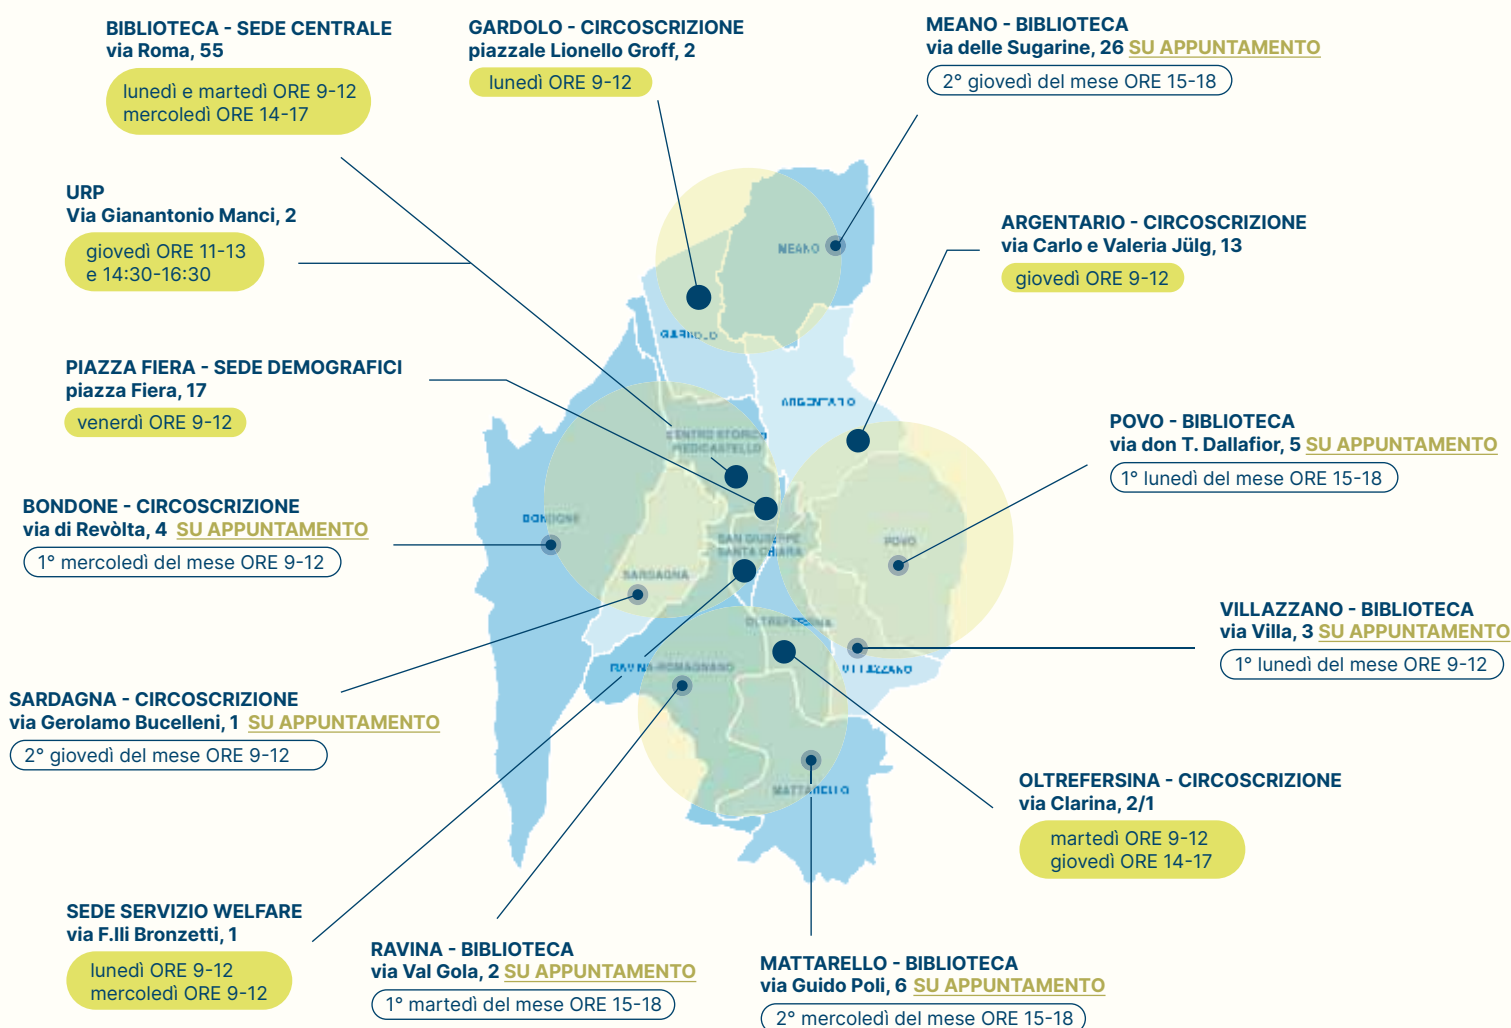 BIBLIOTECA - SEDE CENTRALE
via Roma, 55
lunedì e martedì ORE 9-12
mercoledì ORE 14-17
GARDOLO - CIRCOSCRIZIONE
piazzale Lionello Groff, 2
lunedì ORE 9-12
MEANO - BIBLIOTECA
via delle Sugarine, 26 SU APPUNTAMENTO
2° giovedì del mese ORE 15-18
URP
Via Gianantonio Manci, 2
giovedì ORE 11-13
e 14:30-16:30
ARGENTARIO - CIRCOSCRIZIONE
via Carlo e Valeria Jülg, 13
giovedì ORE 9-12
PIAZZA FIERA - SEDE DEMOGRAFICI
piazza Fiera, 17
venerdì ORE 9-12
POVO - BIBLIOTECA
via don T. Dallafior, 5 SU APPUNTAMENTO
1° lunedì del mese ORE 15-18
BONDONE - CIRCOSCRIZIONE
via di Revòlta, 4 SU APPUNTAMENTO
1° mercoledì del mese ORE 9-12
VILLAZZANO - BIBLIOTECA
via Villa, 3 SU APPUNTAMENTO
1° lunedì del mese ORE 9-12
SARDAGNA - CIRCOSCRIZIONE
via Gerolamo Bucelleni, 1 SU APPUNTAMENTO
2° giovedì del mese ORE 9-12
OLTREFERSINA - CIRCOSCRIZIONE
via Clarina, 2/1
martedì ORE 9-12
giovedì ORE 14-17
SEDE SERVIZIO WELFARE
via F.lli Bronzetti, 1
lunedì ORE 9-12
mercoledì ORE 9-12
RAVINA - BIBLIOTECA
via Val Gola, 2 SU APPUNTAMENTO
1° martedì del mese ORE 15-18
MATTARELLO - BIBLIOTECA
via Guido Poli, 6 SU APPUNTAMENTO
2° mercoledì del mese ORE 15-18
MEANO
GARDOLO
CENTRO STORICO
PIEDICASTELLO
BONDONE
SAN GIUSEPPE
SANTA CHIARA
POVO
SARDAGNA
OLTREFERSINA
RAVINA-ROMAGNANO
VILLAZZANO
MATTARELLO